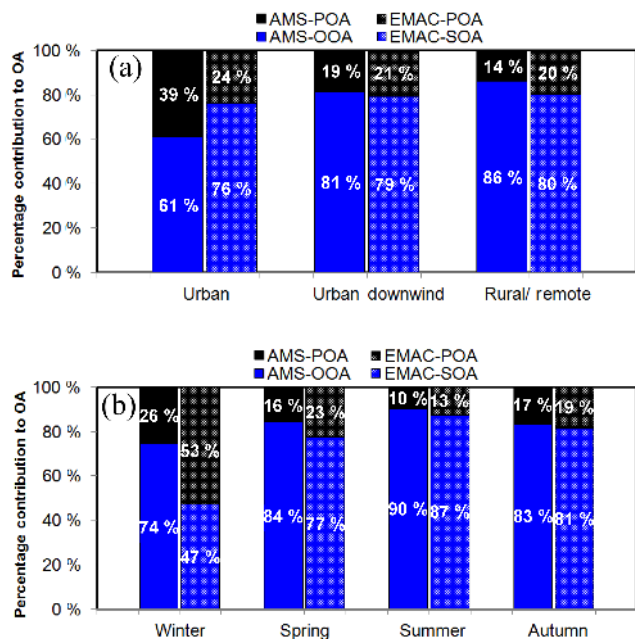 AMS-POA EMAC-POA
AMS-OOA EMAC-SOA
(a)
Percentage contribution to OA
100 %
80 %
60 %
40 %
20 %
0 %
39 % 24 % 19 % 21 % 14 % 20 %
61 % 76 % 81 % 79 % 86 % 80 %
Urban Urban downwind Rural/ remote
AMS-POA EMAC-POA
AMS-OOA EMAC-SOA
(b)
Percentage contribution to OA
100 %
80 %
60 %
40 %
20 %
0 %
26 % 53 % 16 % 23 % 10 % 13 % 17 % 19 %
74 % 47 % 84 % 77 % 90 % 87 % 83 % 81 %
Winter Spring Summer Autumn